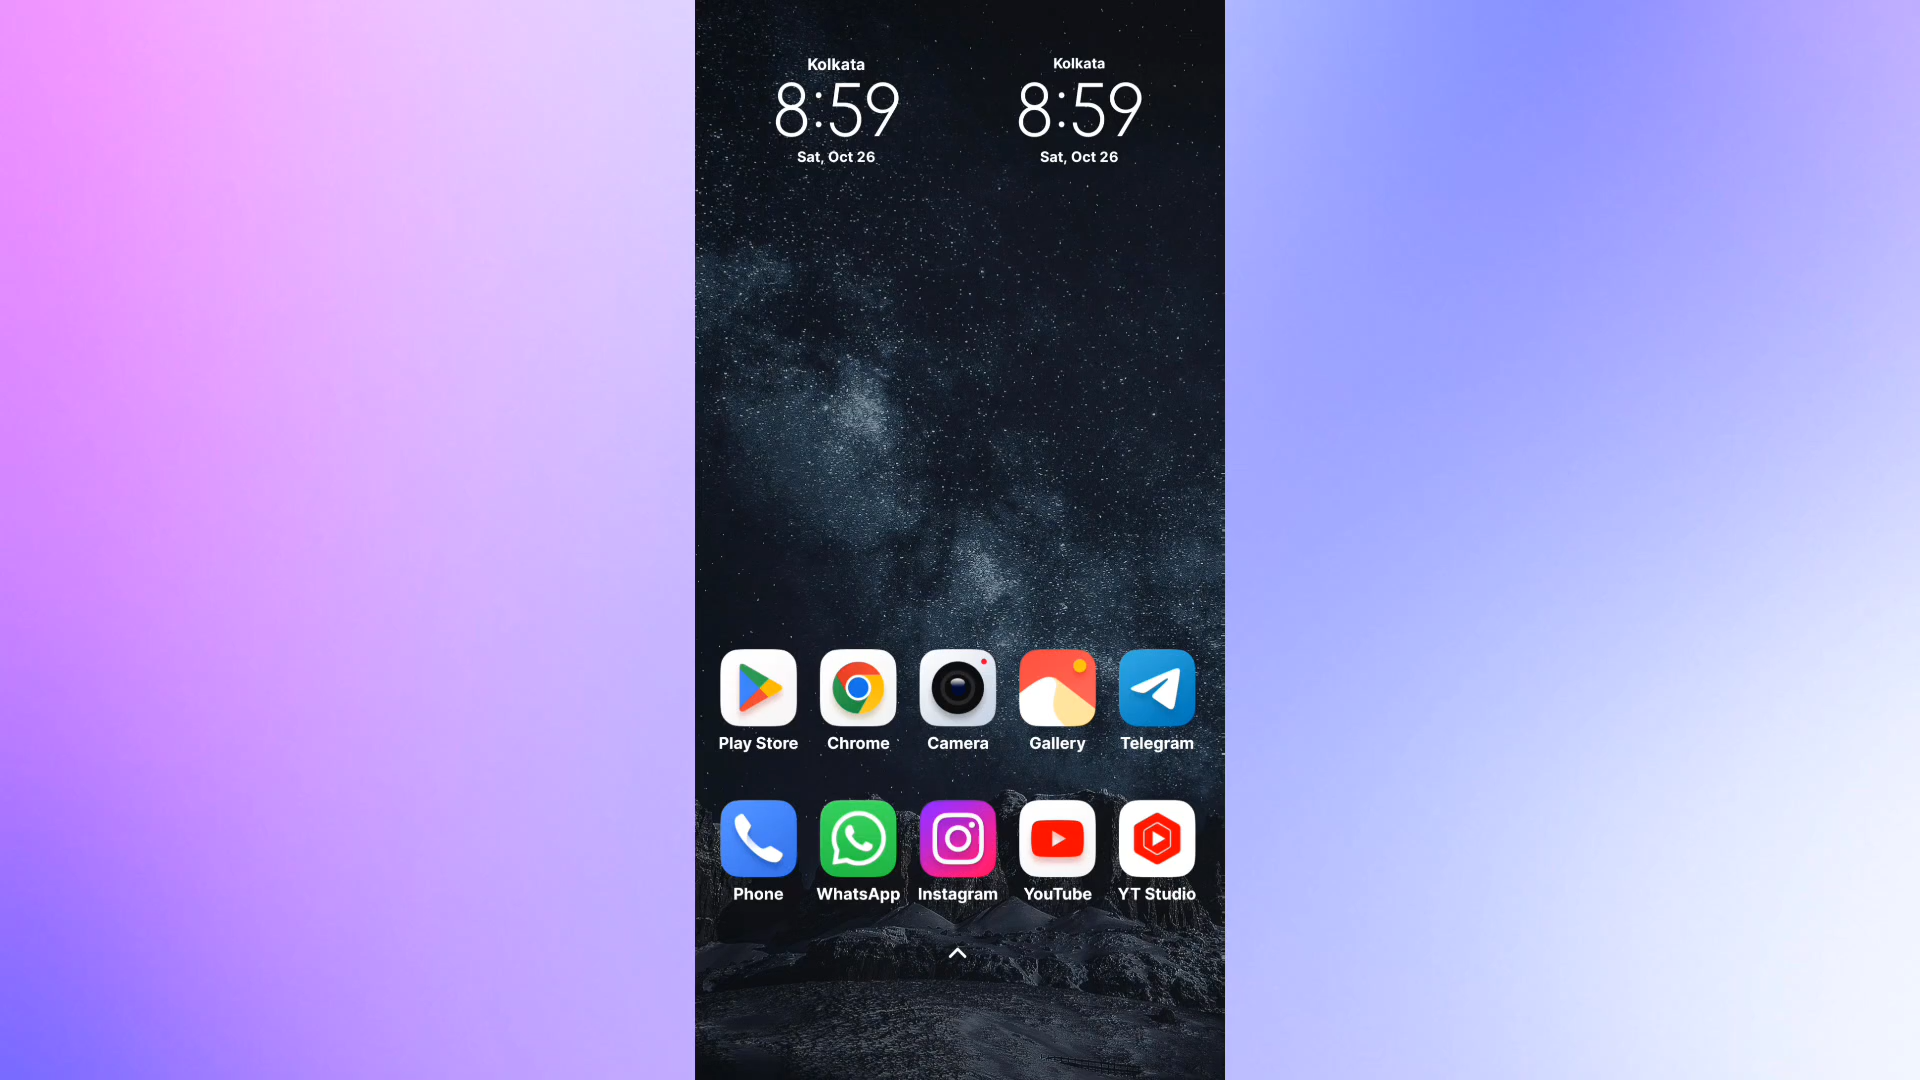 Kolkata
8:59
Sat, Oct 26
Kolkata
8:59
Sat, Oct 26
Play Store
Chrome
Camera
Gallery
Telegram
Phone
WhatsApp
Instagram
YouTube
YT Studio